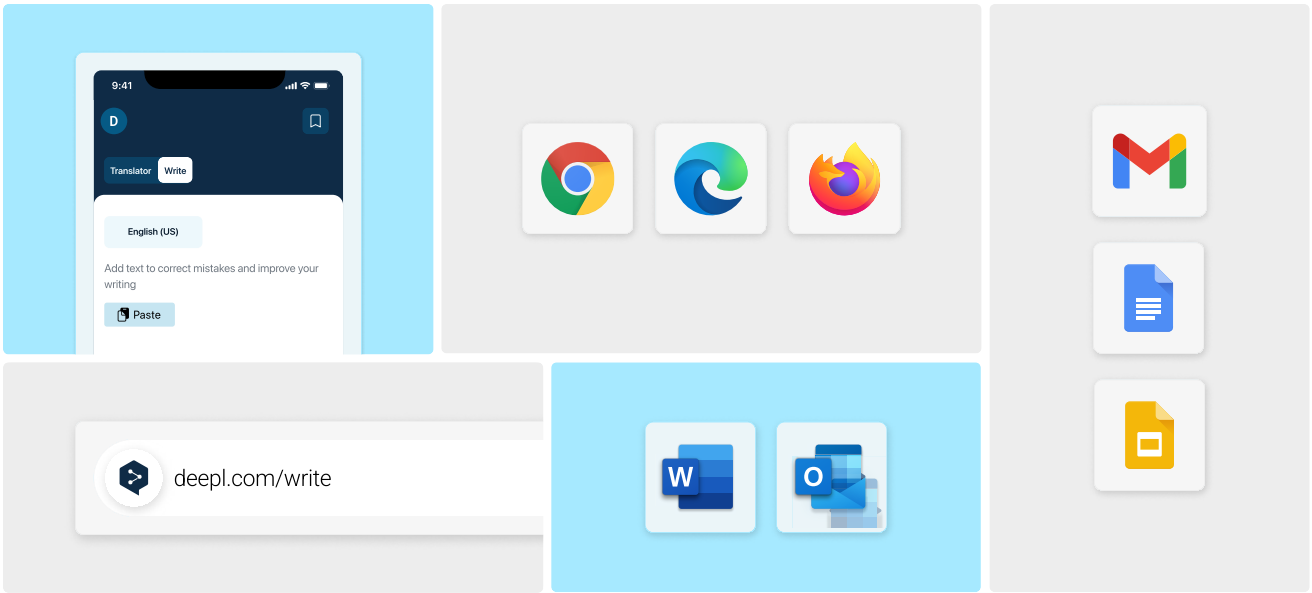 9:41
D
Translator Write
English (US)
Add text to correct mistakes and improve your
writing
Paste
deepl.com/write
W
O